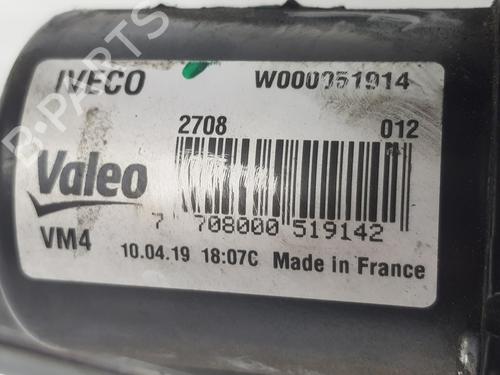 IVECO W000051914
2708 012
Valeo
7 708000 519142
VM4 10.04.19 18:07C Made in France
B-PARTS